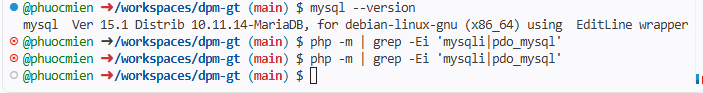 @phuocmien ➜/workspaces/dpm-gt (main) $ mysql --version
mysql  Ver 15.1 Distrib 10.11.14-MariaDB, for debian-linux-gnu (x86_64) using  EditLine wrapper
@phuocmien ➜/workspaces/dpm-gt (main) $ php -m | grep -Ei 'mysqli|pdo_mysql'
@phuocmien ➜/workspaces/dpm-gt (main) $ php -m | grep -Ei 'mysqli|pdo_mysql'
@phuocmien ➜/workspaces/dpm-gt (main) $